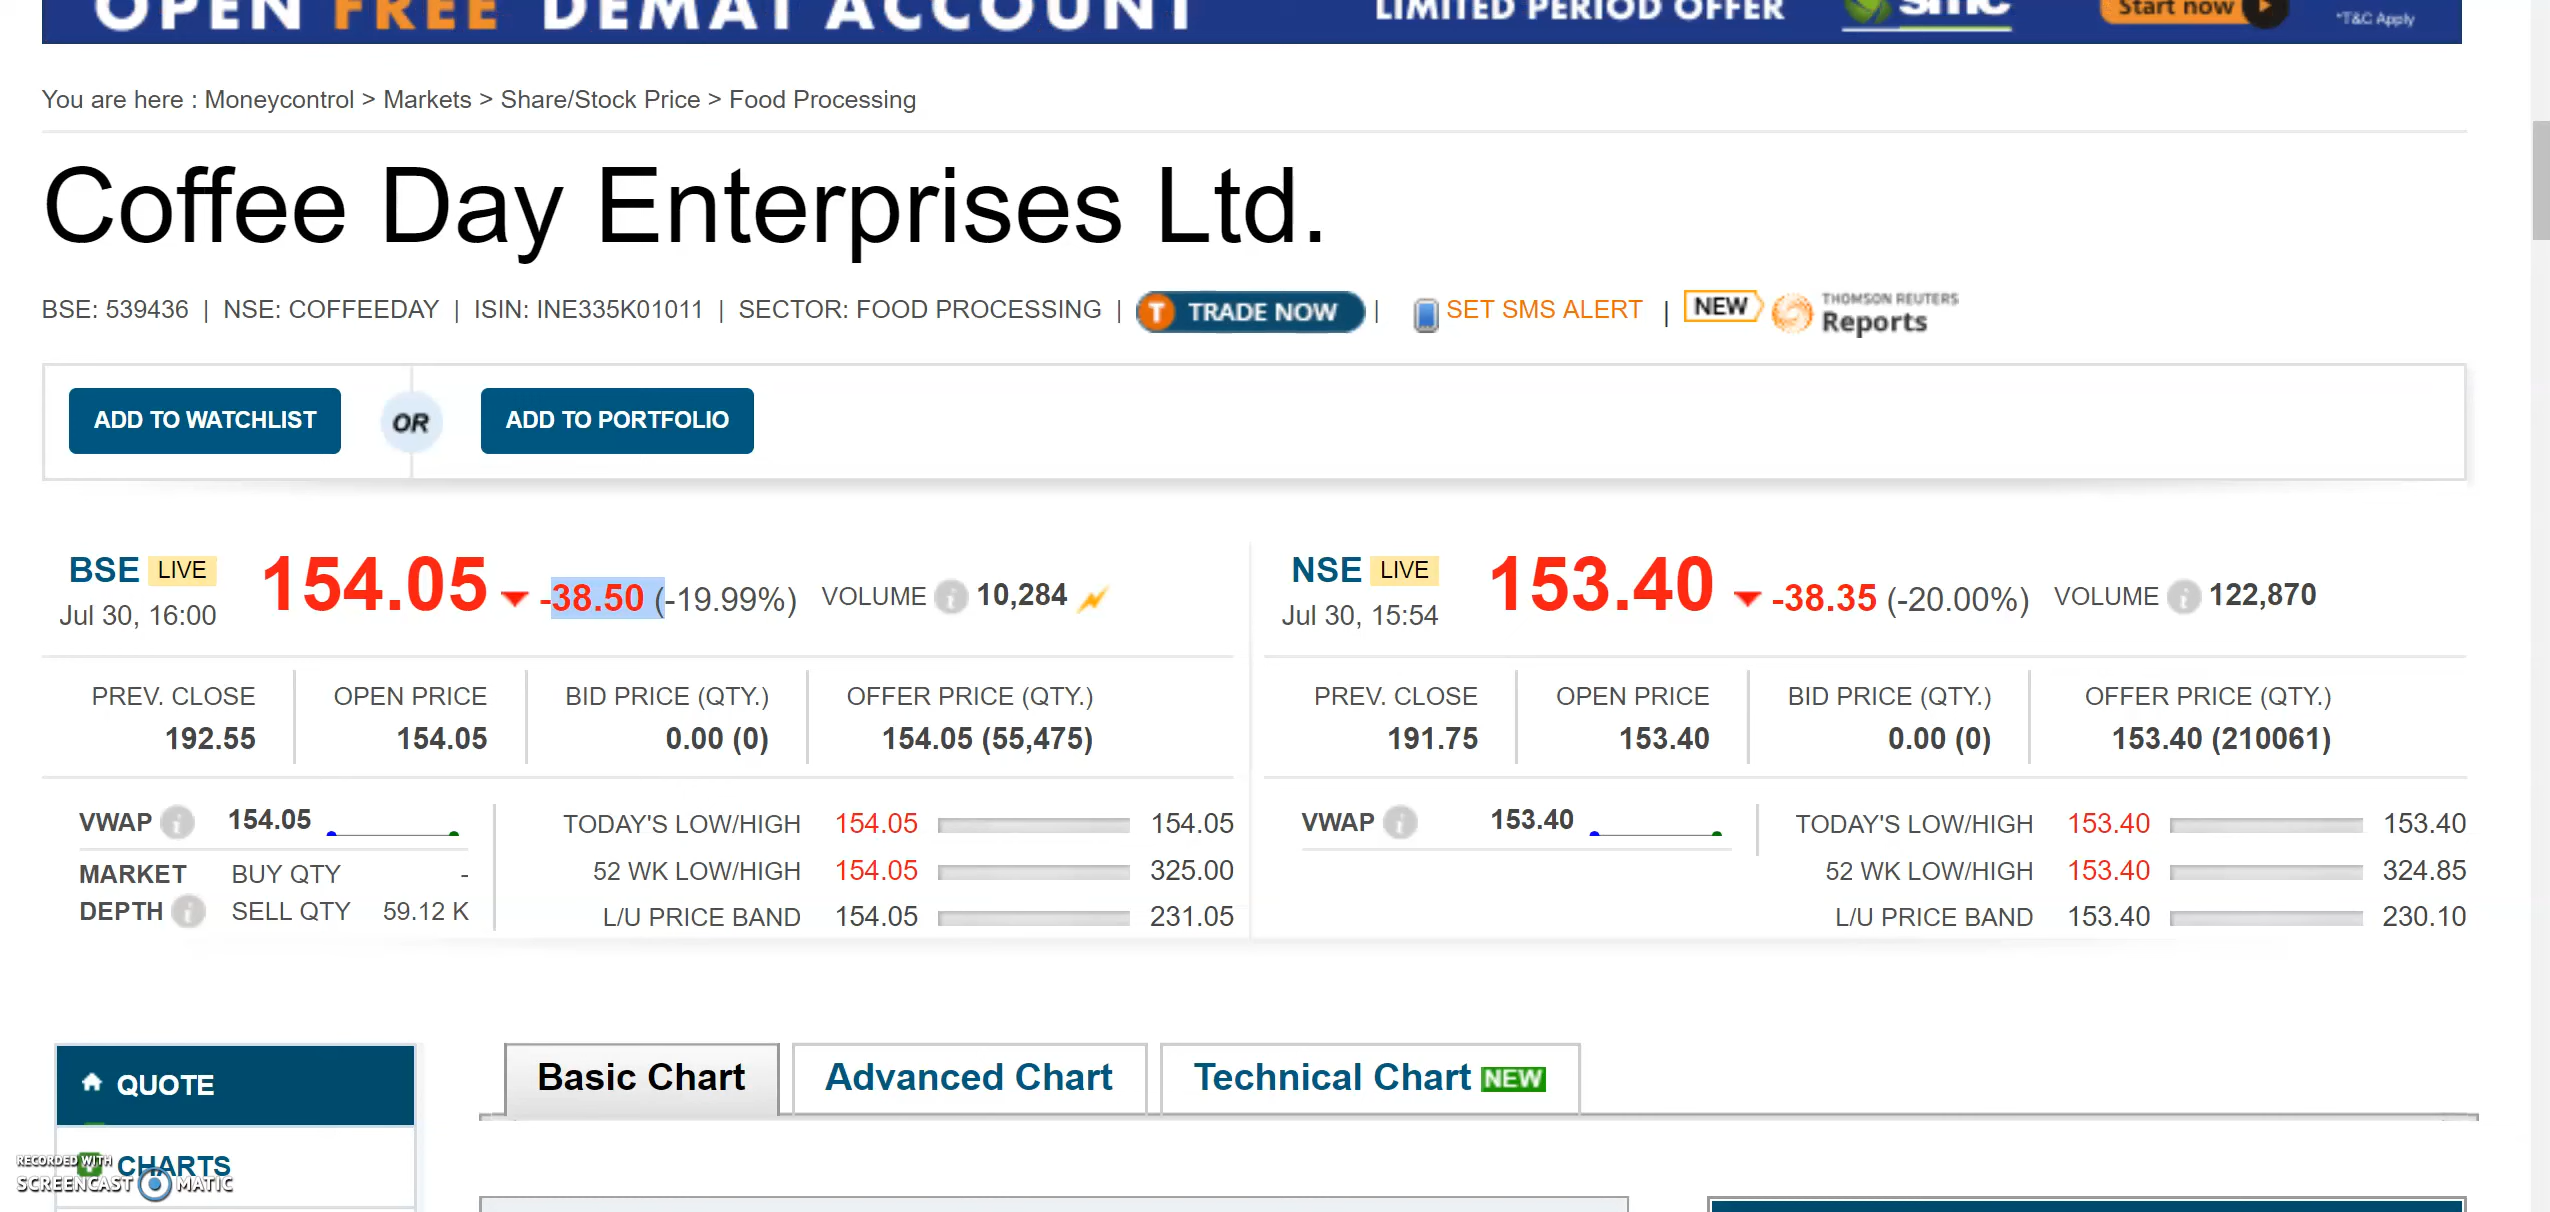 OPEN FREE DEMAT ACCOUNT LIMITED PERIOD OFFER smc Start now *T&C Apply
You are here : Moneycontrol > Markets > Share/Stock Price > Food Processing
Coffee Day Enterprises Ltd.
BSE: 539436 | NSE: COFFEEDAY | ISIN: INE335K01011 | SECTOR: FOOD PROCESSING | T TRADE NOW | SET SMS ALERT | NEW THOMSON REUTERS Reports
ADD TO WATCHLIST OR ADD TO PORTFOLIO
BSE LIVE 154.05 -38.50 (-19.99%) VOLUME i 10,284
Jul 30, 16:00
PREV. CLOSE OPEN PRICE BID PRICE (QTY.) OFFER PRICE (QTY.)
192.55 154.05 0.00 (0) 154.05 (55,475)
VWAP i 154.05
MARKET BUY QTY -
DEPTH i SELL QTY 59.12 K
TODAY'S LOW/HIGH 154.05 154.05
52 WK LOW/HIGH 154.05 325.00
L/U PRICE BAND 154.05 231.05
NSE LIVE 153.40 -38.35 (-20.00%) VOLUME i 122,870
Jul 30, 15:54
PREV. CLOSE OPEN PRICE BID PRICE (QTY.) OFFER PRICE (QTY.)
191.75 153.40 0.00 (0) 153.40 (210061)
VWAP i 153.40
TODAY'S LOW/HIGH 153.40 153.40
52 WK LOW/HIGH 153.40 324.85
L/U PRICE BAND 153.40 230.10
QUOTE
CHARTS
Basic Chart Advanced Chart Technical Chart NEW
RECORDED WITH
SCREENCAST MATIC